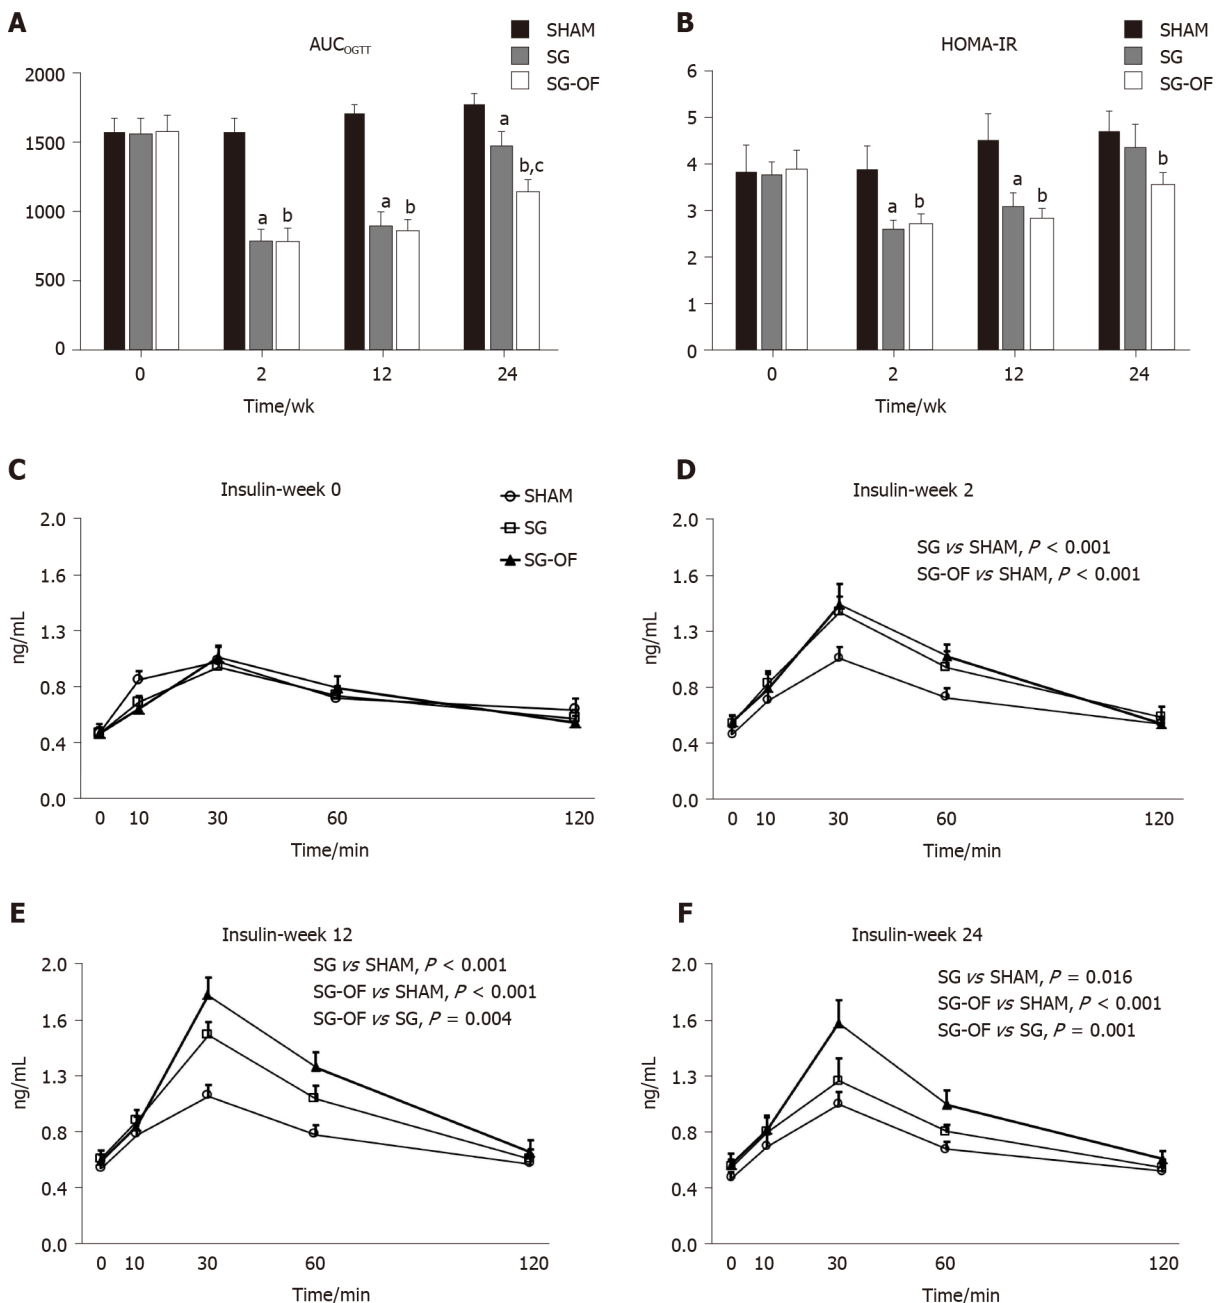 A
AUCOGTT
SHAM
SG
SG-OF
2000
1500
1000
500
0
a
b
a
b
a
b,c
0
2
12
24
Time/wk
B
HOMA-IR
SHAM
SG
SG-OF
6
5
4
3
2
1
0
a
b
a
b
b
0
2
12
24
Time/wk
C
Insulin-week 0
SHAM
SG
SG-OF
ng/mL
2.0
1.6
1.3
0.8
0.4
0.0
0
10
30
60
120
Time/min
D
Insulin-week 2
SG vs SHAM, P < 0.001
SG-OF vs SHAM, P < 0.001
ng/mL
2.0
1.6
1.3
0.8
0.4
0.0
0
10
30
60
120
Time/min
E
Insulin-week 12
SG vs SHAM, P < 0.001
SG-OF vs SHAM, P < 0.001
SG-OF vs SG, P = 0.004
ng/mL
2.0
1.6
1.3
0.8
0.4
0.0
0
10
30
60
120
Time/min
F
Insulin-week 24
SG vs SHAM, P = 0.016
SG-OF vs SHAM, P < 0.001
SG-OF vs SG, P = 0.001
ng/mL
2.0
1.6
1.3
0.8
0.4
0.0
0
10
30
60
120
Time/min